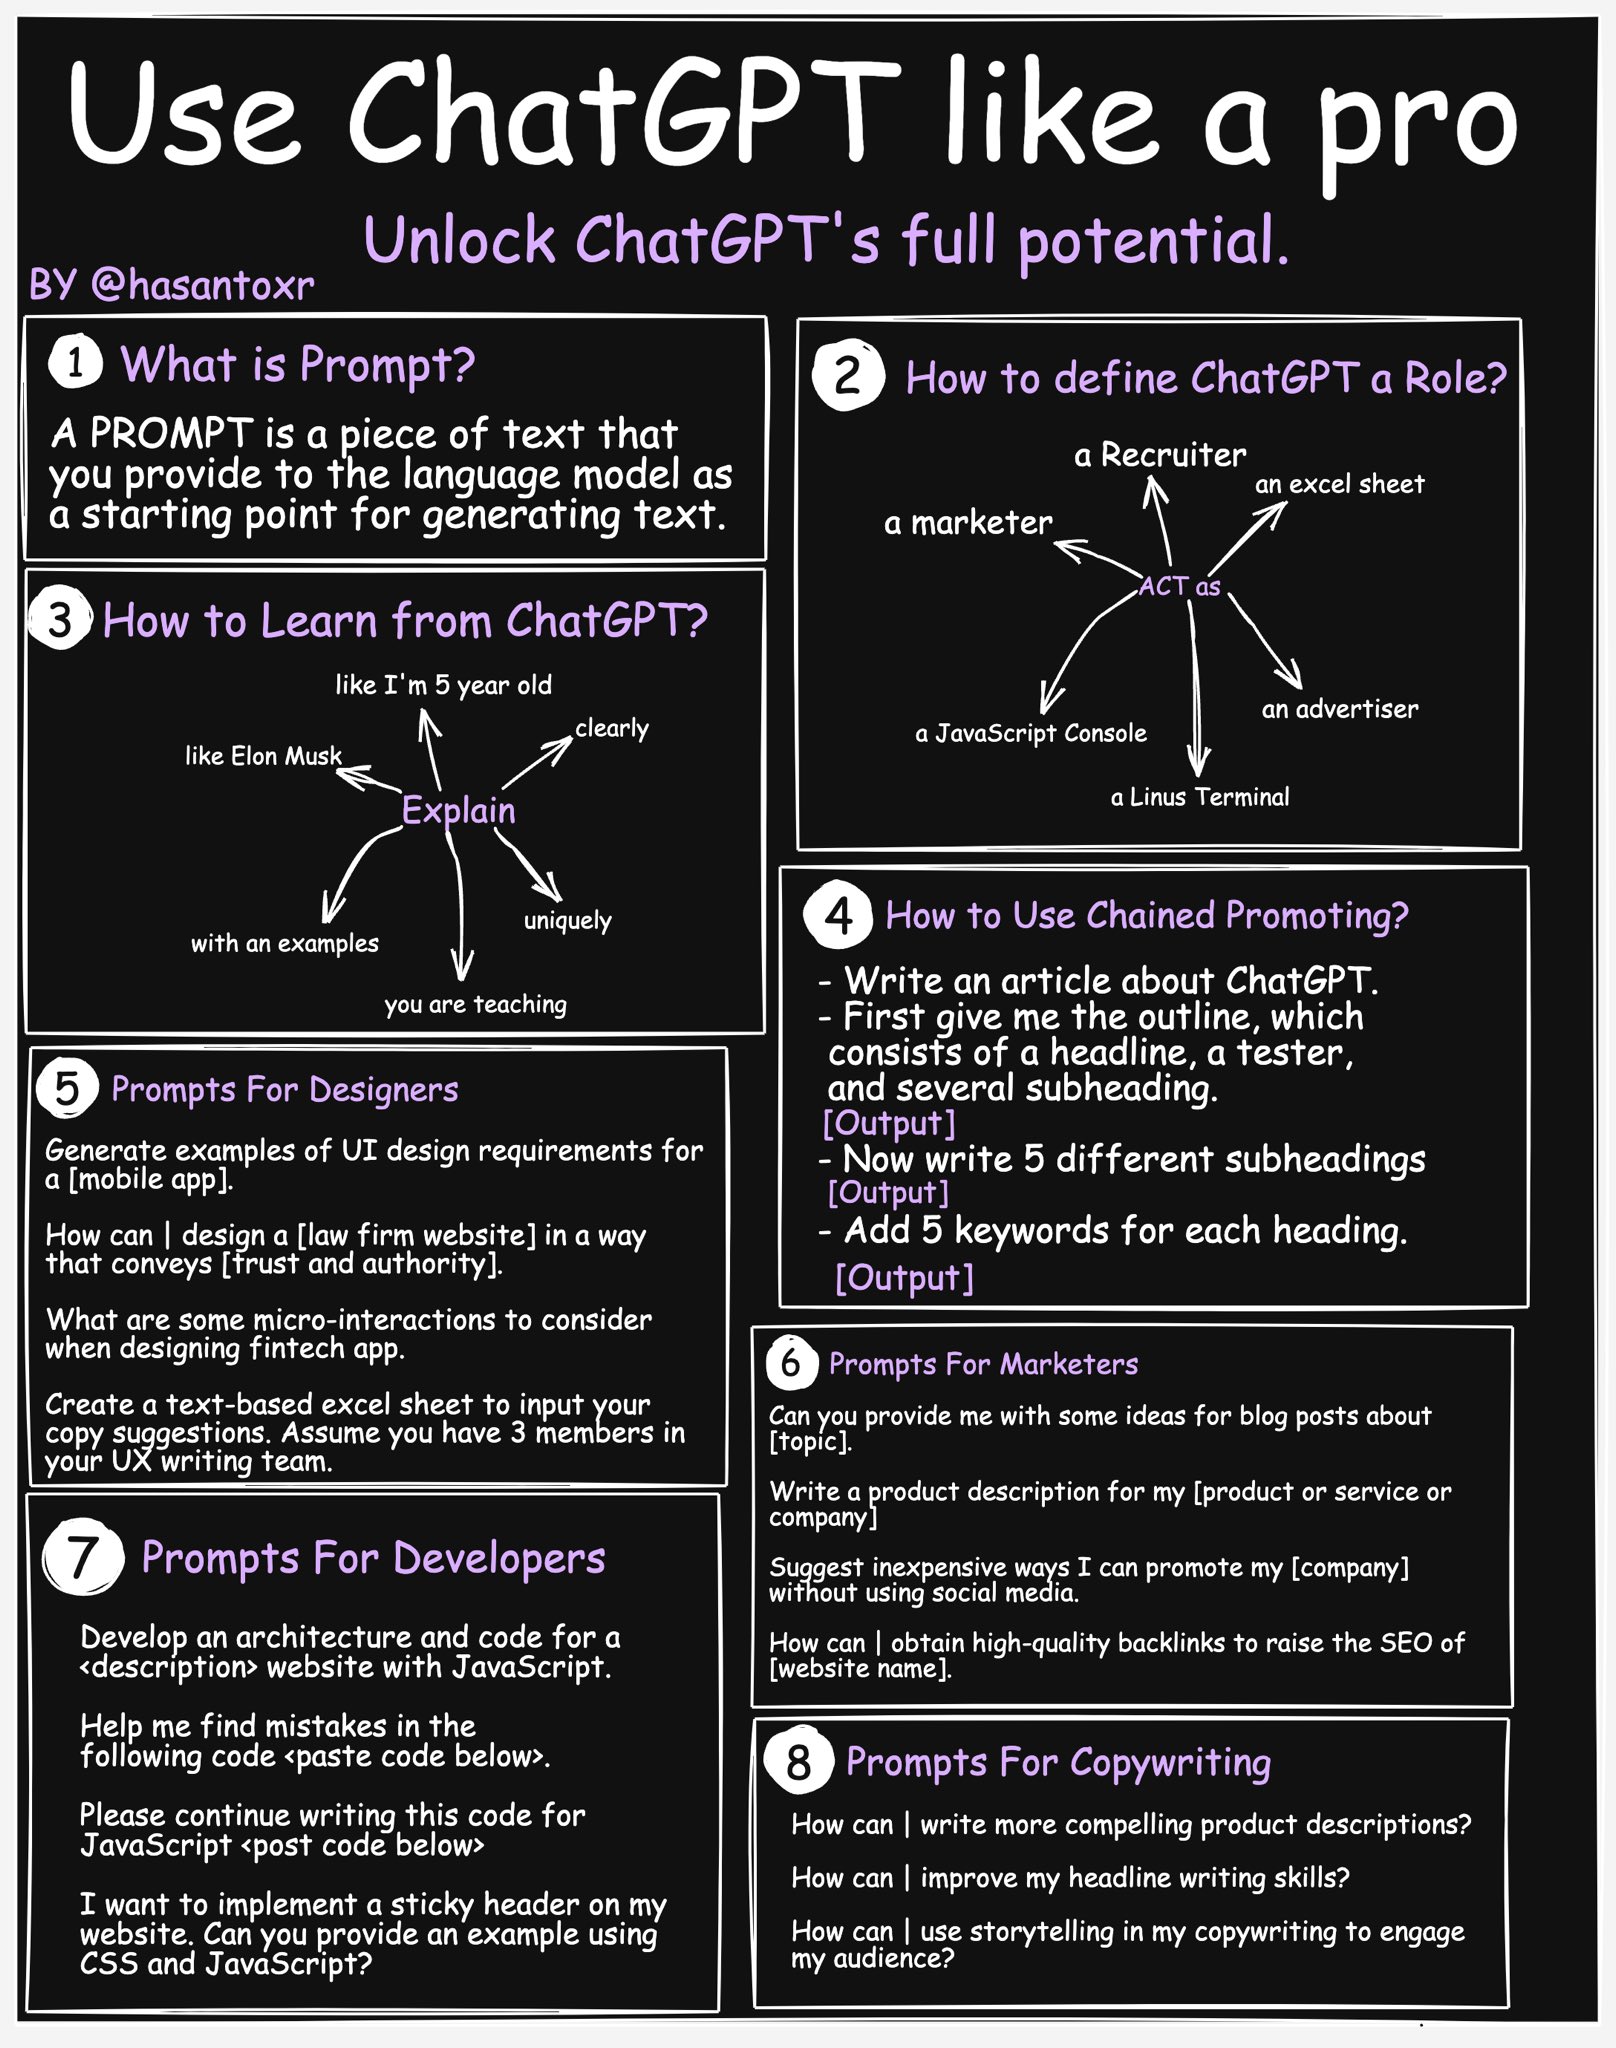 Use ChatGPT like a pro
Unlock ChatGPT's full potential.
BY @hasantoxr
1 What is Prompt?
A PROMPT is a piece of text that
you provide to the language model as
a starting point for generating text.
2 How to define ChatGPT a Role?
a Recruiter
an excel sheet
a marketer
ACT as
an advertiser
a JavaScript Console
a Linus Terminal
3 How to Learn from ChatGPT?
like I'm 5 year old
clearly
like Elon Musk
Explain
uniquely
with an examples
you are teaching
4 How to Use Chained Promoting?
- Write an article about ChatGPT.
- First give me the outline, which
consists of a headline, a tester,
and several subheading.
[Output]
- Now write 5 different subheadings
[Output]
- Add 5 keywords for each heading.
[Output]
5 Prompts For Designers
Generate examples of UI design requirements for
a [mobile app].
How can | design a [law firm website] in a way
that conveys [trust and authority].
What are some micro-interactions to consider
when designing fintech app.
Create a text-based excel sheet to input your
copy suggestions. Assume you have 3 members in
your UX writing team.
6 Prompts For Marketers
Can you provide me with some ideas for blog posts about
[topic].
Write a product description for my [product or service or
company]
Suggest inexpensive ways I can promote my [company]
without using social media.
How can | obtain high-quality backlinks to raise the SEO of
[website name].
7 Prompts For Developers
Develop an architecture and code for a
<description> website with JavaScript.
Help me find mistakes in the
following code <paste code below>.
Please continue writing this code for
JavaScript <post code below>
I want to implement a sticky header on my
website. Can you provide an example using
CSS and JavaScript?
8 Prompts For Copywriting
How can | write more compelling product descriptions?
How can | improve my headline writing skills?
How can | use storytelling in my copywriting to engage
my audience?